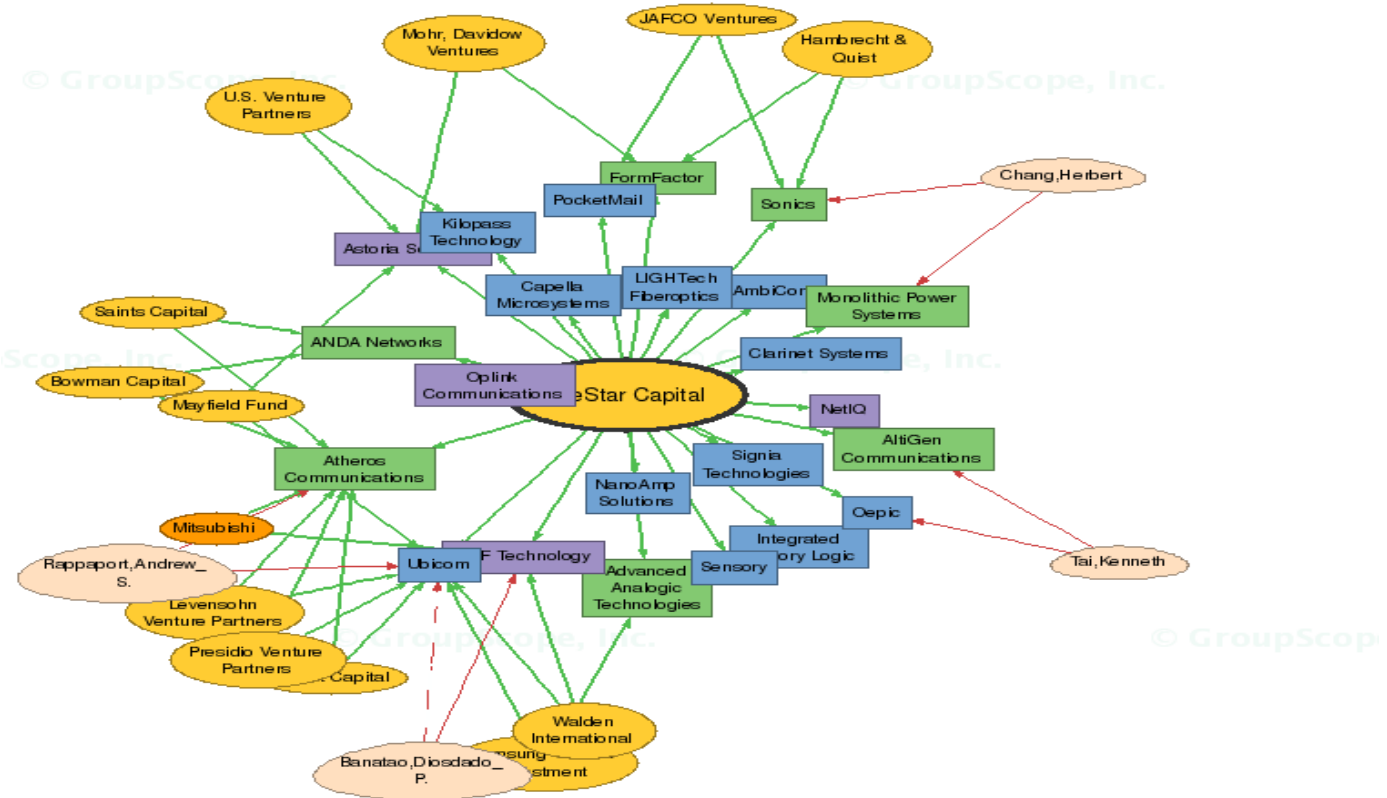 JAFCO Ventures
Mohr, Davidow
Ventures
Hambrecht &
Quist
© GroupScope, Inc.
© GroupScope, Inc.
U.S. Venture
Partners
FormFactor
Chang,Herbert
PocketMail
Sonics
Kilopass
Technology
Astoria
Capella
Microsystems
LIGHTech
Fiberoptics
AmbiCor
Monolithic Power
Systems
Saints Capital
ANDA Networks
Clarinet Systems
Scope, Inc.
Scope, Inc.
Bowman Capital
Oplink
Communications
eStar Capital
Mayfield Fund
NetIQ
AltiGen
Communications
Atheros
Communications
Signia
Technologies
NanoAmp
Solutions
Oepic
Mitsubishi
Integrated
ory Logic
F Technology
Ubicom
Sensory
Rappaport,Andrew_
S.
Tai,Kenneth
Advanced
Analogic
Technologies
Levensohn
Venture Partners
© GroupScope, Inc.
© GroupScop
Presidio Venture
Partners
Capital
Walden
International
Banatao,Diosdado_
P.
msung
stment